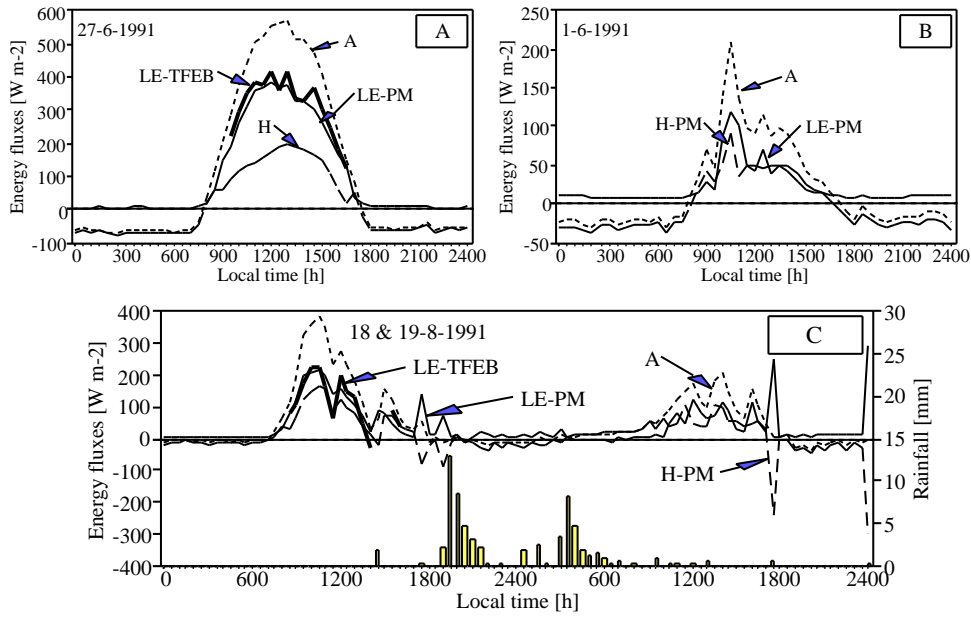 27-6-1991
A
A
LE-TFEB
LE-PM
H
Energy fluxes [W m-2]
600
500
400
300
200
100
0
-100
0 300 600 900 1200 1500 1800 2100 2400
Local time [h]
1-6-1991
B
A
H-PM
LE-PM
Energy fluxes [W m-2]
250
200
150
100
50
0
-50
0 300 600 900 1200 1500 1800 2100 2400
Local time [h]
18 & 19-8-1991
C
LE-TFEB
A
LE-PM
H-PM
Energy fluxes [W m-2]
400
300
200
100
0
-100
-200
-300
-400
30
25
20
15
10
5
0
Rainfall [mm]
0 600 1200 1800 2400 600 1200 1800 2400
Local time [h]